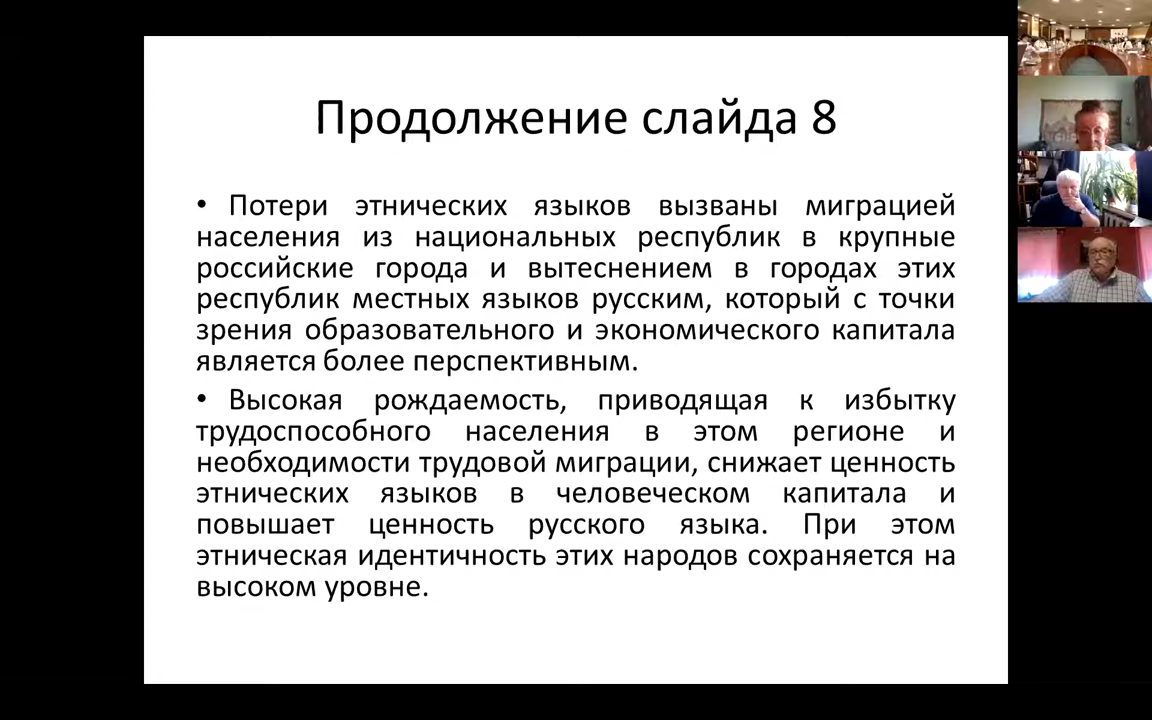 Продолжение слайда 8
• Потери этнических языков вызваны миграцией
населения из национальных республик в крупные
российские города и вытеснением в городах этих
республик местных языков русским, который с точки
зрения образовательного и экономического капитала
является более перспективным.
• Высокая рождаемость, приводящая к избытку
трудоспособного населения в этом регионе и
необходимости трудовой миграции, снижает ценность
этнических языков в человеческом капитала и
повышает ценность русского языка. При этом
этническая идентичность этих народов сохраняется на
высоком уровне.